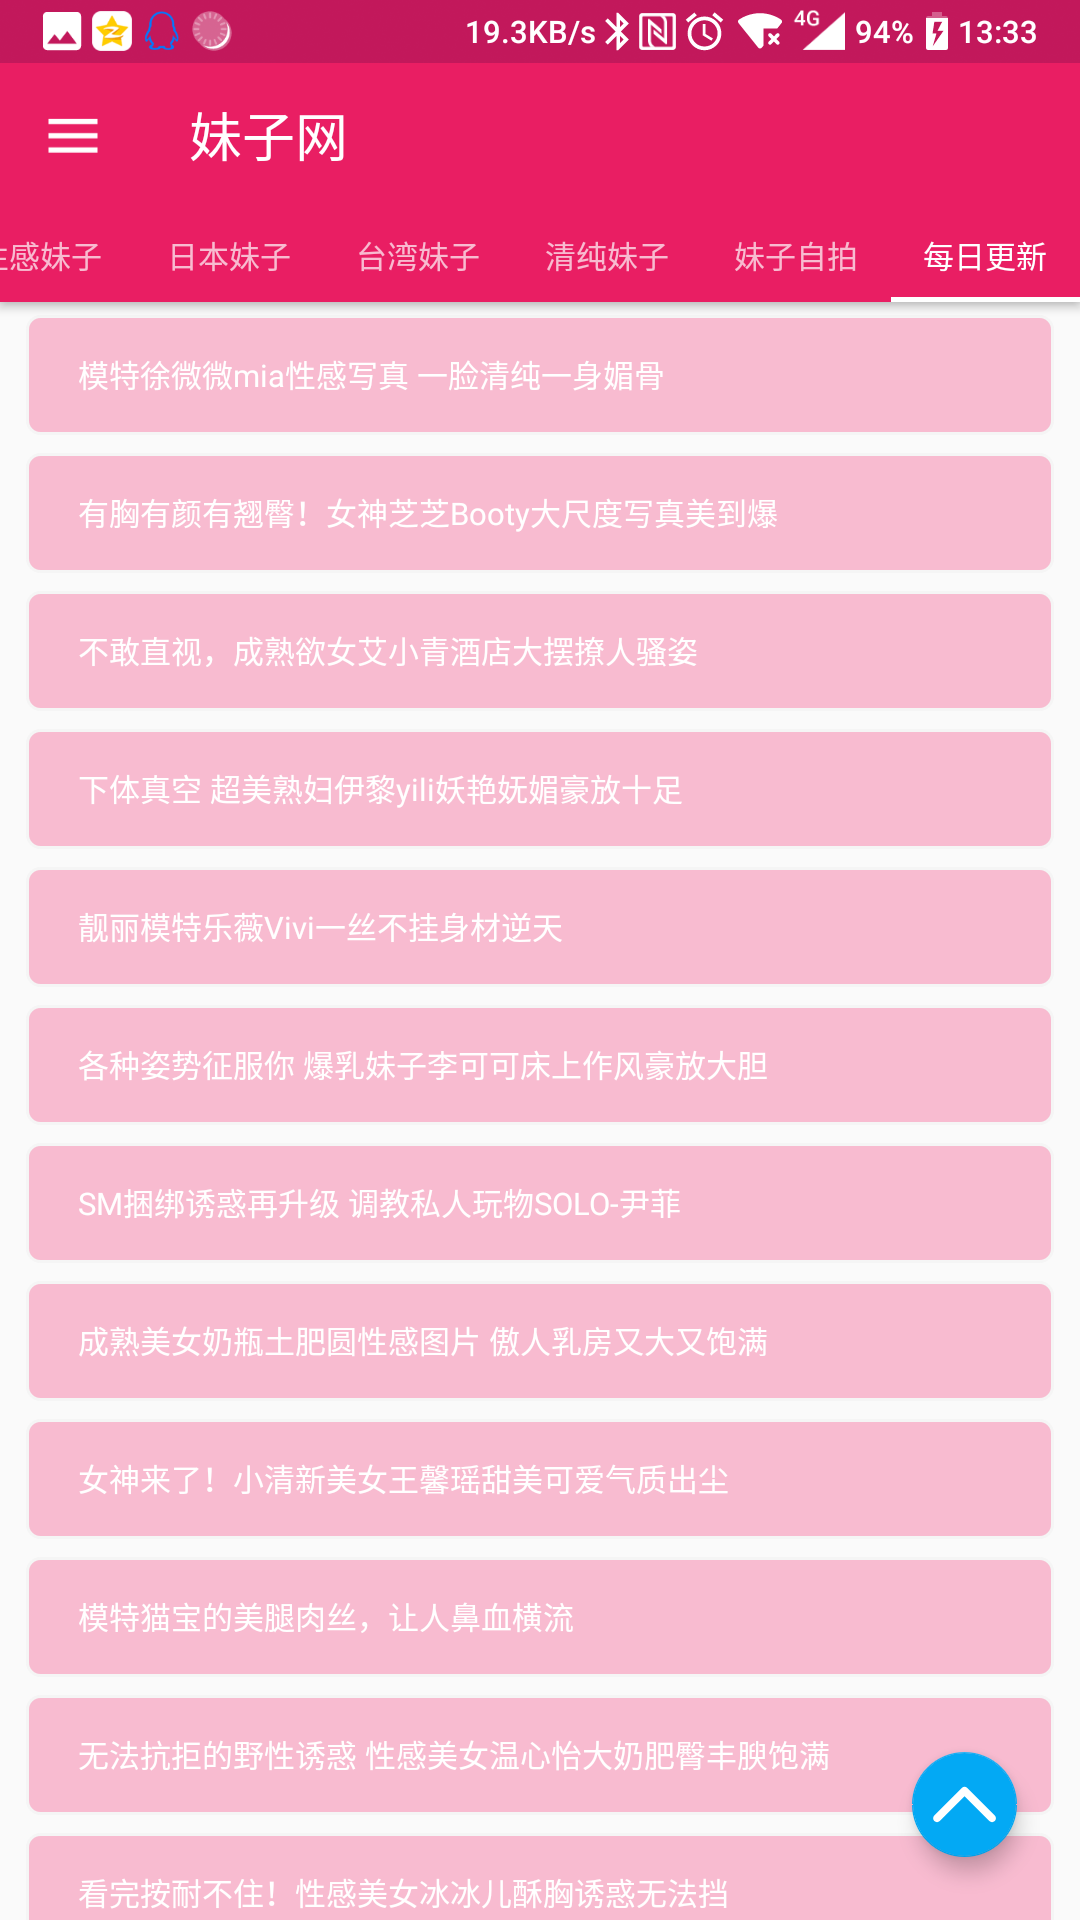 19.3KB/s 4G 94% 13:33
妹子网
性感妹子 日本妹子 台湾妹子 清纯妹子 妹子自拍 每日更新
模特徐微微mia性感写真 一脸清纯一身媚骨
有胸有颜有翘臀！女神芝芝Booty大尺度写真美到爆
不敢直视，成熟欲女艾小青酒店大摆撩人骚姿
下体真空 超美熟妇伊黎yili妖艳妩媚豪放十足
靓丽模特乐薇Vivi一丝不挂身材逆天
各种姿势征服你 爆乳妹子李可可床上作风豪放大胆
SM捆绑诱惑再升级 调教私人玩物SOLO-尹菲
成熟美女奶瓶土肥圆性感图片 傲人乳房又大又饱满
女神来了！小清新美女王馨瑶甜美可爱气质出尘
模特猫宝的美腿肉丝，让人鼻血横流
无法抗拒的野性诱惑 性感美女温心怡大奶肥臀丰腴饱满
看完按耐不住！性感美女冰冰儿酥胸诱惑无法挡